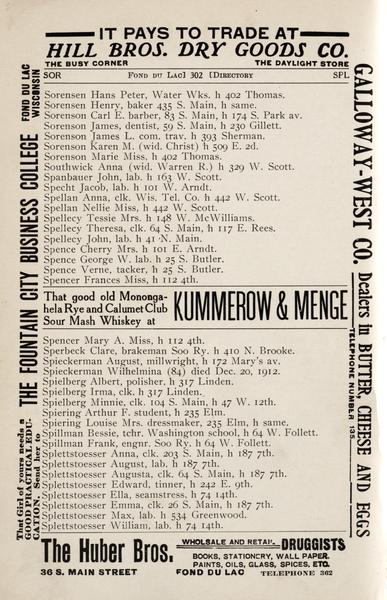 IT PAYS TO TRADE AT
HILL BROS. DRY GOODS CO.
THE BUSY CORNER THE DAYLIGHT STORE
SOR FOND DU LAC] 302 [DIRECTORY SPL
Sorensen Hans Peter, Water Wks. h 402 Thomas.
Sorensen Henry, baker 435 S. Main, h same.
Sorenson Carl E. barber, 83 S. Main, h 174 S. Park av.
Sorenson James, dentist, 59 S. Main, h 230 Gillett.
Sorenson James L. com. trav. h 393 Sherman.
Sorenson Karen M. (wid. Christ) h 509 E. 2d.
Sorenson Marie Miss, h 402 Thomas.
Southwick Anna (wid. Warren R.) h 329 W. Scott.
Spanbauer John, lab. h 163 W. Scott.
Specht Jacob, lab h 101 W. Arndt.
Spellan Anna, clk. Wis. Tel. Co. h 442 W. Scott.
Spellan Nellie Miss, h 442 W. Scott.
Spellecy Tessie Mrs. h 148 W. McWilliams.
Spellecy Theresa, clk. 64 S. Main, h 117 E. Rees.
Spellecy John, lab. h 41 N. Main.
Spence Cherry Mrs. h 101 E. Arndt.
Spence George W. lab h 25 S. Butler.
Spence Verne, tacker, h 25 S. Butler.
Spencer Frances Miss, h 112 4th.
That good old Mononga-
hela Rye and Calumet Club
Sour Mash Whiskey at
KUMMEROW & MENGE
Spencer Mary A. Miss, h 112 4th.
Sperbeck Clare, brakeman Soo Ry. h 410 N. Brooke.
Spieckerman August, millwright, h 172 Mary's av.
Spieckerman Wilhelmina (84) died Dec. 20, 1912.
Spielberg Albert, polisher, h 317 Linden.
Spielberg Irma, clk. h 317 Linden.
Spielberg Minnie, clk. 104 S. Main, h 47 W. 12th.
Spiering Arthur F. student, h 235 Elm.
Spiering Louise Mrs. dressmaker, 235 Elm, h same.
Spillman Bessie, tchr. Washington school, h 64 W. Follett.
Spillman Frank, engnr. Soo Ry. h 64 W. Follett.
Splettstoesser Anna, clk. 203 S. Main, h 187 7th.
Splettstoesser August, lab h 187 7th.
Splettstoesser Augusta, clk. 64 S. Main, h 187 7th.
Splettstoesser Edward, tinner, h 242 E. 9th.
Splettstoesser Ella, seamstress, h 74 14th.
Splettstoesser Emma, clk. 26 S. Main, h 187 7th.
Splettstoesser Max, lab. h 534 Greenwood.
Splettstoesser William, lab. h 74 14th.
The Huber Bros. WHOLSALE AND RETAIL DRUGGISTS
BOOKS, STATIONERY, WALL PAPER.
PAINTS, OILS, GLASS, SPICES, ETC.
36 S. MAIN STREET FOND DU LAC TELEPHONE 362
THE FOUNTAIN CITY BUSINESS COLLEGE
FOND DU LAC
WISCONSIN
That Girl of yours needs a
GOOD PRACTICAL EDU-
CATION. Send her to
GALLOWAY-WEST CO. Dealers in BUTTER, CHEESE AND EGGS
TELEPHONE NUMBER 135